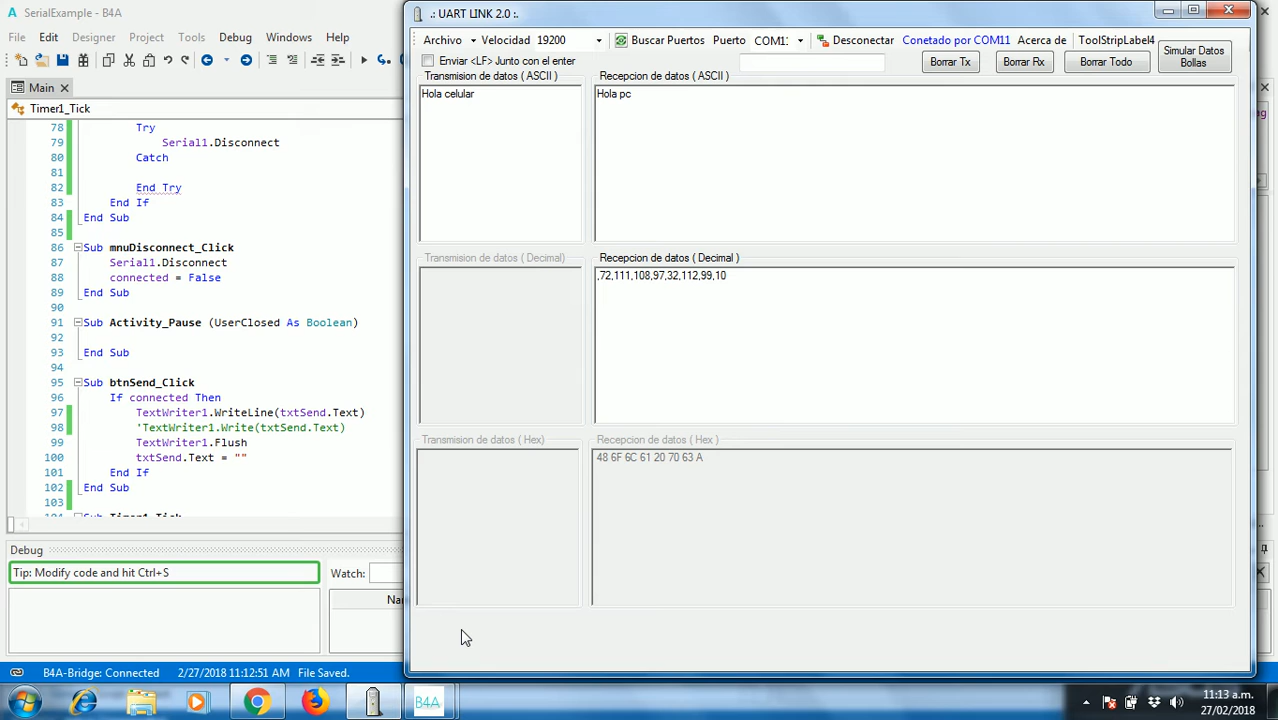 SerialExample - B4A
File Edit Designer Project Tools Debug Windows Help
Main
Timer1_Tick
78 Try
79 Serial1.Disconnect
80 Catch
81
82 End Try
83 End If
84 End Sub
85
86 Sub mnuDisconnect_Click
87 Serial1.Disconnect
88 connected = False
89 End Sub
90
91 Sub Activity_Pause (UserClosed As Boolean)
92
93 End Sub
94
95 Sub btnSend_Click
96 If connected Then
97 TextWriter1.WriteLine(txtSend.Text)
98 'TextWriter1.Write(txtSend.Text)
99 TextWriter1.Flush
100 txtSend.Text = ""
101 End If
102 End Sub
103
104 Sub Timer1_Tick
Debug
Tip: Modify code and hit Ctrl+S
Watch:
B4A-Bridge: Connected 2/27/2018 11:12:51 AM File Saved.
.: UART LINK 2.0 :.
Archivo Velocidad 19200 Buscar Puertos Puerto COM1 Desconectar Conetado por COM11 Acerca de ToolStripLabel4
Enviar <LF> Junto con el enter
Borrar Tx Borrar Rx Borrar Todo Simular Datos Bollas
Transmision de datos ( ASCII ) Recepcion de datos ( ASCII )
Hola celular Hola pc
Transmision de datos ( Decimal) Recepcion de datos ( Decimal )
,72,111,108,97,32,112,99,10
Transmision de datos ( Hex) Recepcion de datos ( Hex )
48 6F 6C 61 20 70 63 A
B4A
11:13 a.m.
27/02/2018